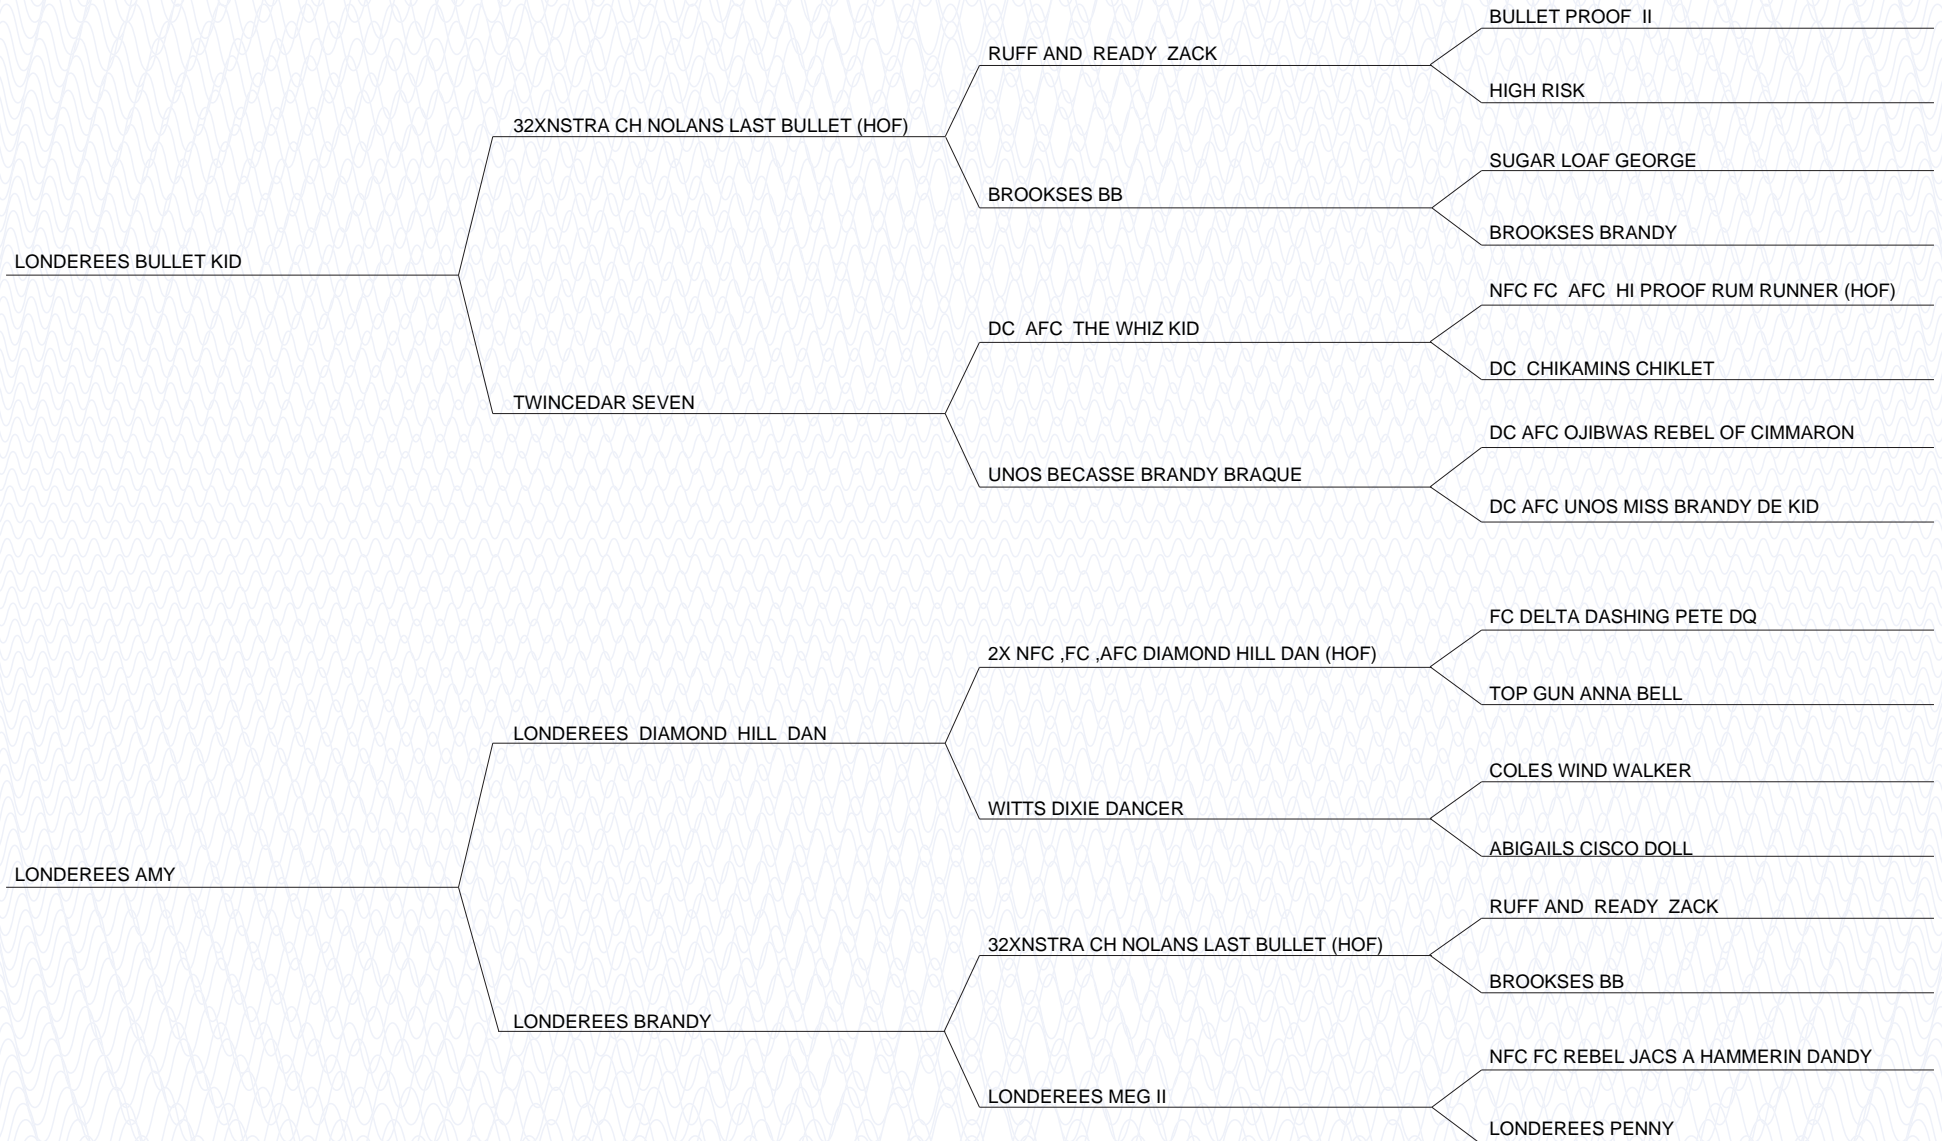 BULLET PROOF II
RUFF AND READY ZACK
HIGH RISK
32XNSTRA CH NOLANS LAST BULLET (HOF)
SUGAR LOAF GEORGE
BROOKSES BB
BROOKSES BRANDY
LONDEREES BULLET KID
NFC FC AFC HI PROOF RUM RUNNER (HOF)
DC AFC THE WHIZ KID
DC CHIKAMINS CHIKLET
TWINCEDAR SEVEN
DC AFC OJIBWAS REBEL OF CIMMARON
UNOS BECASSE BRANDY BRAQUE
DC AFC UNOS MISS BRANDY DE KID
FC DELTA DASHING PETE DQ
2X NFC ,FC ,AFC DIAMOND HILL DAN (HOF)
TOP GUN ANNA BELL
LONDEREES DIAMOND HILL DAN
COLES WIND WALKER
WITTS DIXIE DANCER
ABIGAILS CISCO DOLL
LONDEREES AMY
RUFF AND READY ZACK
32XNSTRA CH NOLANS LAST BULLET (HOF)
BROOKSES BB
LONDEREES BRANDY
NFC FC REBEL JACS A HAMMERIN DANDY
LONDEREES MEG II
LONDEREES PENNY